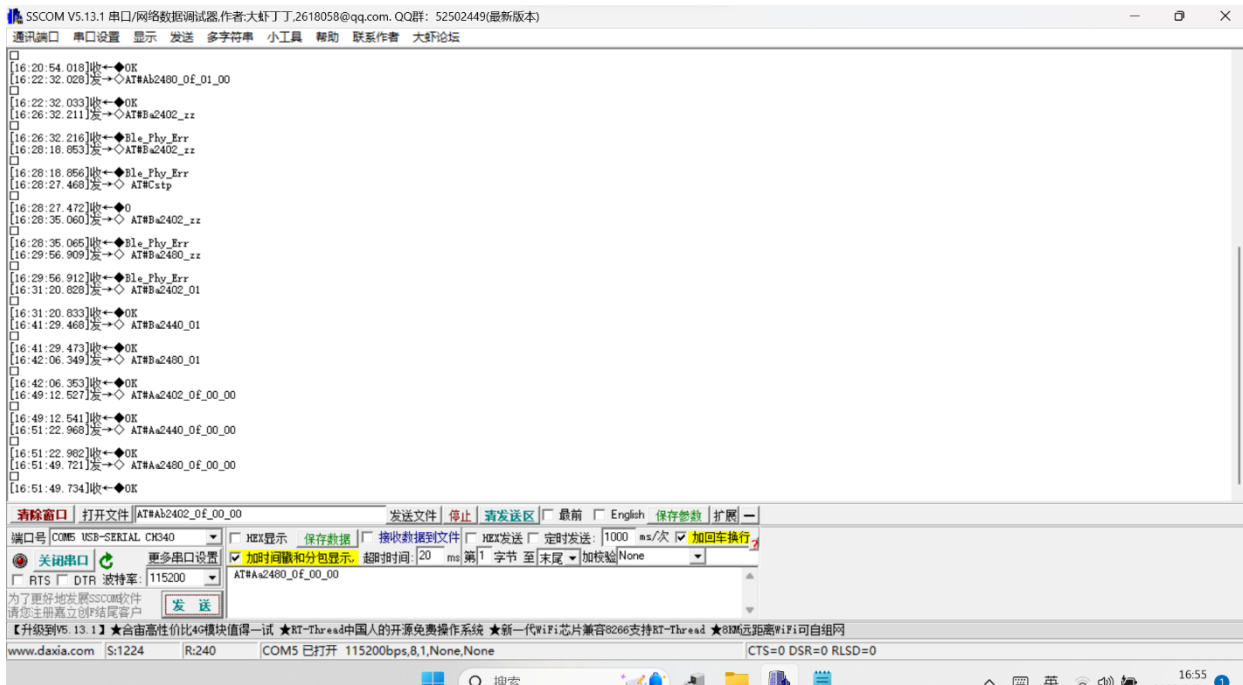 SSCOM V5.13.1 串口/网络数据调试器,作者:大虾丁丁,2618058@qq.com. QQ群: 52502449(最新版本)
通讯端口 串口设置 显示 发送 多字符串 小工具 帮助 联系作者 大虾论坛
[16:20:54.018]收←◆OK
[16:22:32.028]发→◇AT#Ab2480_0f_01_00
□
[16:22:32.033]收←◆OK
[16:26:32.211]发→◇AT#Ba2402_zz
□
[16:26:32.216]收←◆Ble_Phy_Err
[16:28:18.853]发→◇AT#Ba2402_zz
□
[16:28:18.856]收←◆Ble_Phy_Err
[16:28:27.468]发→◇ AT#Cstp
□
[16:28:27.472]收←◆0
[16:28:35.060]发→◇ AT#Ba2402_zz
□
[16:28:35.065]收←◆Ble_Phy_Err
[16:29:56.909]发→◇ AT#Ba2480_zz
□
[16:29:56.912]收←◆Ble_Phy_Err
[16:31:20.828]发→◇ AT#Ba2402_01
□
[16:31:20.833]收←◆OK
[16:41:29.468]发→◇ AT#Ba2440_01
□
[16:41:29.473]收←◆OK
[16:42:06.349]发→◇ AT#Ba2480_01
□
[16:42:06.353]收←◆OK
[16:49:12.527]发→◇ AT#Aa2402_0f_00_00
□
[16:49:12.541]收←◆OK
[16:51:22.968]发→◇ AT#Aa2440_0f_00_00
□
[16:51:22.982]收←◆OK
[16:51:49.721]发→◇ AT#Aa2480_0f_00_00
□
[16:51:49.734]收←◆OK
清除窗口 打开文件 AT#Ab2402_0f_00_00 发送文件 停止 清发送区 最前 English 保存参数 扩展 —
端口号 COM5 USB-SERIAL CH340 HEX显示 保存数据 接收数据到文件 HEX发送 定时发送: 1000 ms/次 加回车换行
关闭串口 更多串口设置 加时间戳和分包显示, 超时时间: 20 ms 第1 字节 至 末尾 加校验 None
RTS DTR 波特率: 115200 AT#Aa2480_0f_00_00
为了更好地发展SSCOM软件
请您注册嘉立创F结尾客户
发 送
【升级到V5.13.1】★合宙高性价比4G模块值得一试 ★RT-Thread中国人的开源免费操作系统 ★新一代WiFi芯片兼容8266支持RT-Thread ★8KM远距离WiFi可自组网
www.daxia.com S:1224 R:240 COM5 已打开 115200bps,8,1,None,None CTS=0 DSR=0 RLSD=0
搜索 英 16:55 1